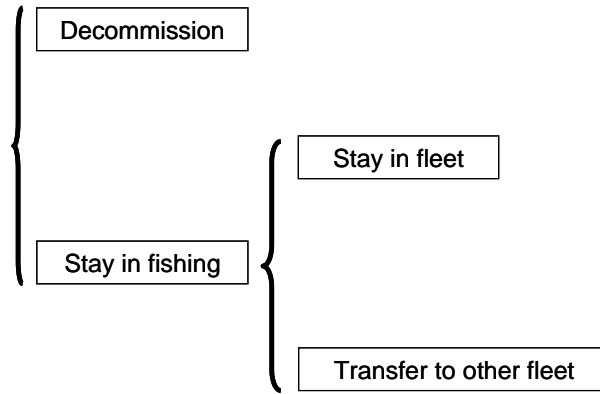 Decommission
Stay in fleet
Stay in fishing
Transfer to other fleet